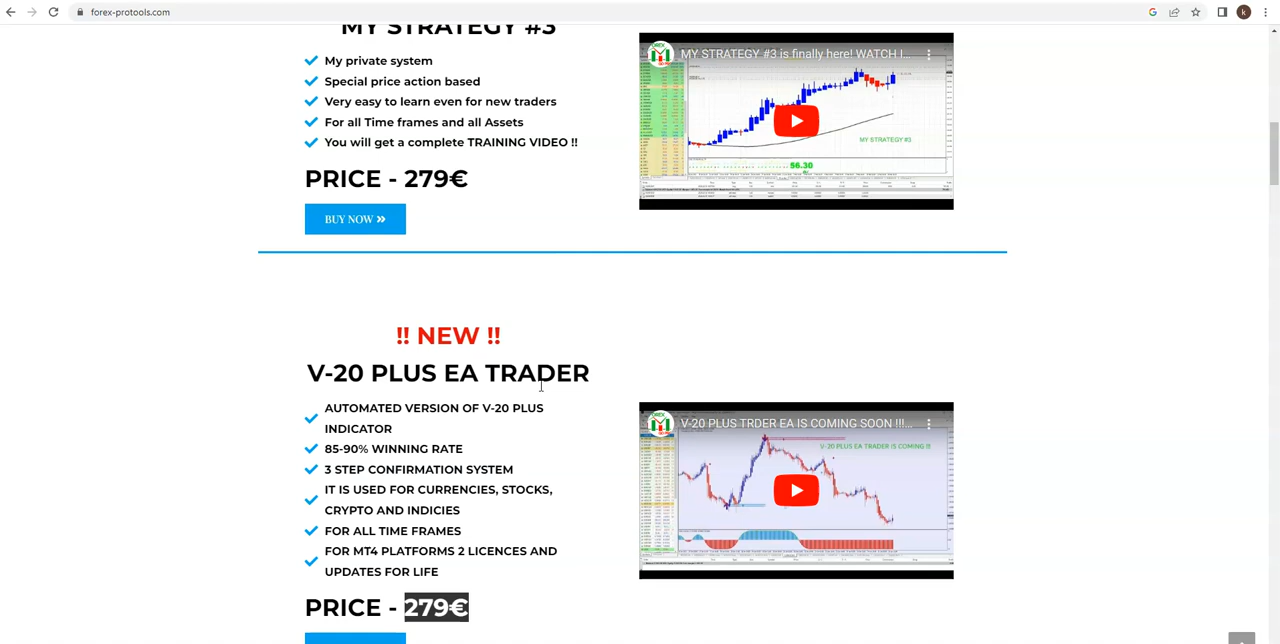 forex-protools.com
k
MY STRATEGY #3
My private system
Special price action based
Very easy to learn even for new traders
For all Time frames and all Assets
You will get a complete TRAINING VIDEO !!
PRICE - 279€
BUY NOW
MY STRATEGY #3 is finally here! WATCH I...
MY STRATEGY #3
56.30
!! NEW !!
V-20 PLUS EA TRADER
AUTOMATED VERSION OF V-20 PLUS
INDICATOR
85-90% WINNING RATE
3 STEP CONFIRMATION SYSTEM
IT IS USED FOR CURRENCIES, STOCKS,
CRYPTO AND INDICIES
FOR ALL TIME FRAMES
FOR MT4 PLATFORMS 2 LICENCES AND
UPDATES FOR LIFE
PRICE - 279€
V-20 PLUS TRDER EA IS COMING SOON !!!...
V-20 PLUS EA TRADER IS COMING !!